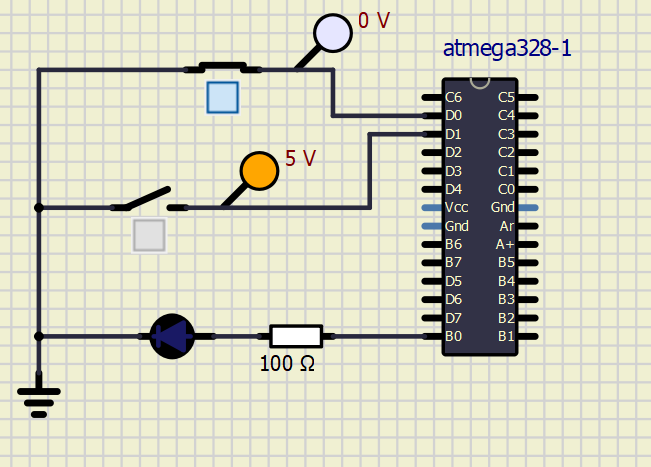 0 V
atmega328-1
5 V
C6 C5
D0 C4
D1 C3
D2 C2
D3 C1
D4 C0
Vcc Gnd
Gnd Ar
B6 A+
B7 B5
D5 B4
D6 B3
D7 B2
B0 B1
100 Ω